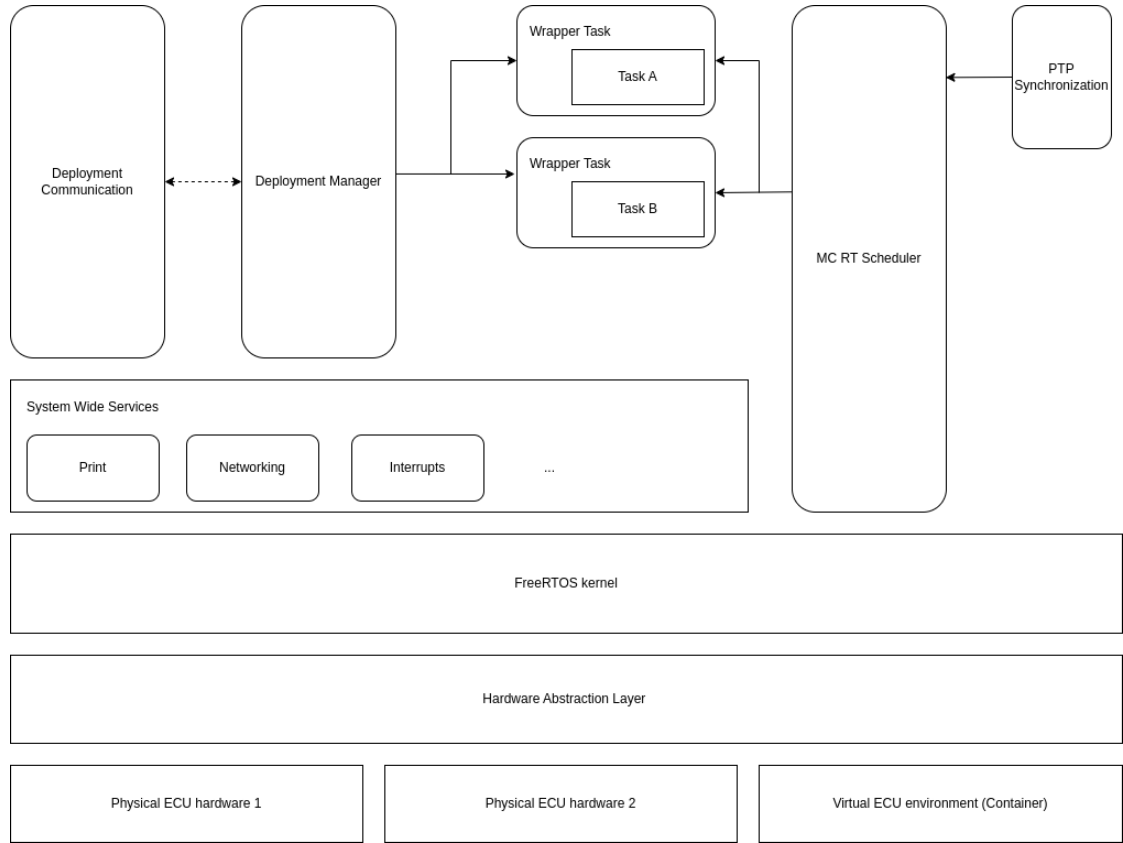 Wrapper Task
Task A
PTP
Synchronization
Deployment
Communication
Deployment Manager
Wrapper Task
Task B
MC RT Scheduler
System Wide Services
Print
Networking
Interrupts
...
FreeRTOS kernel
Hardware Abstraction Layer
Physical ECU hardware 1
Physical ECU hardware 2
Virtual ECU environment (Container)